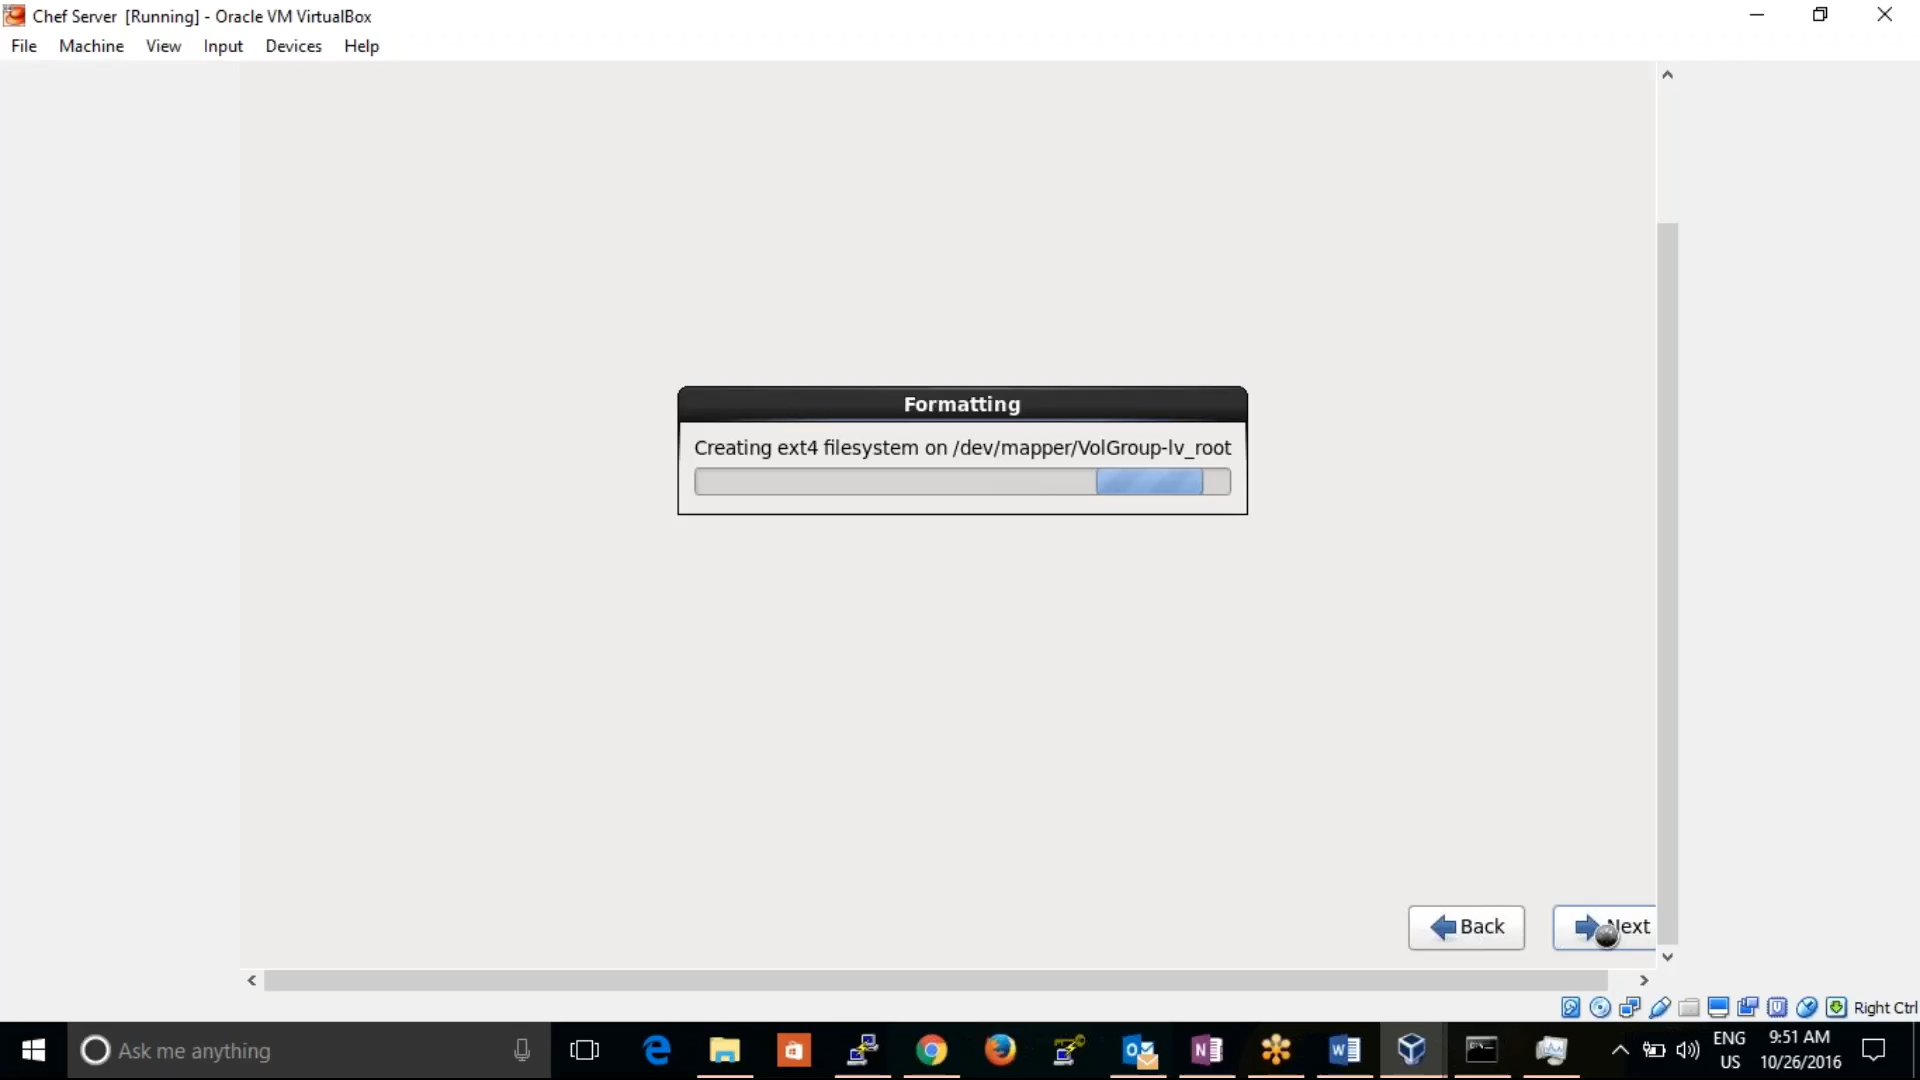 Chef Server [Running] - Oracle VM VirtualBox
File Machine View Input Devices Help
Formatting
Creating ext4 filesystem on /dev/mapper/VolGroup-lv_root
Back Next
Right Ctrl
Ask me anything
ENG
US
9:51 AM
10/26/2016